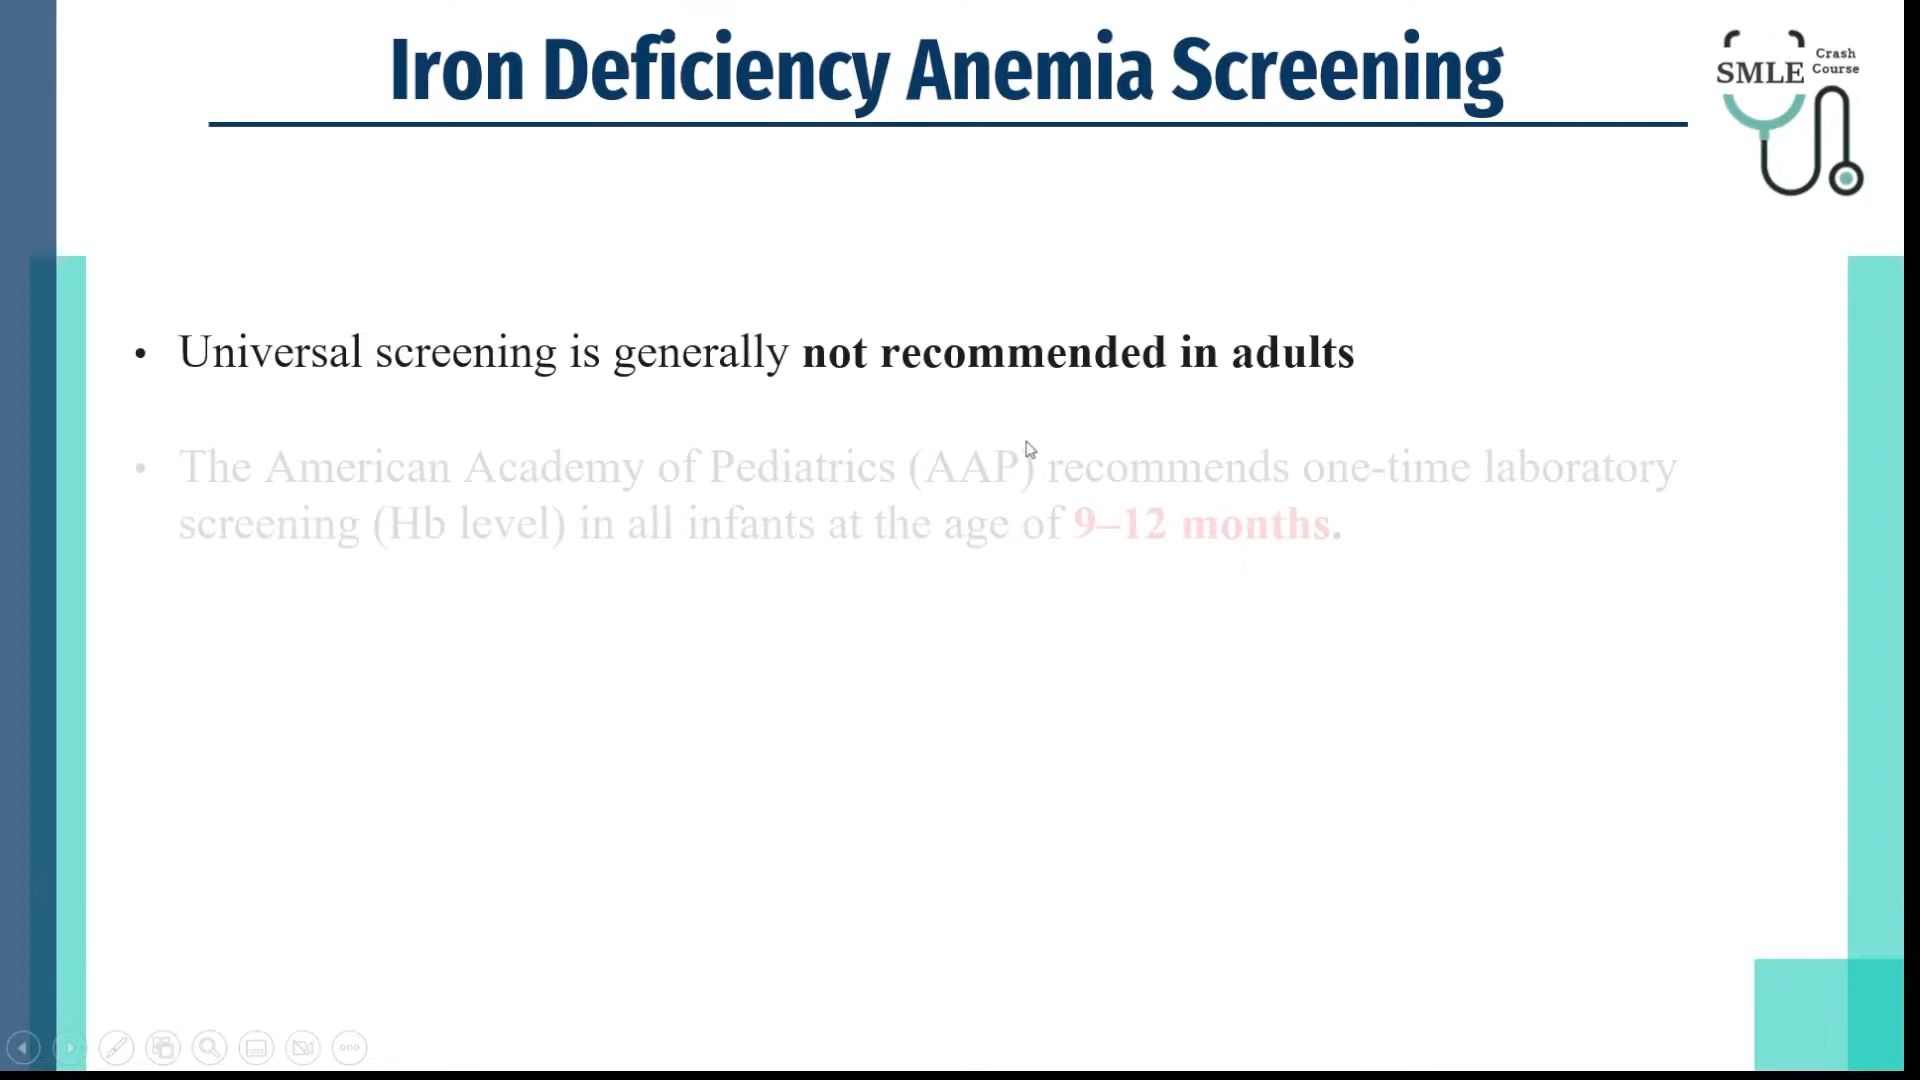 Iron Deficiency Anemia Screening
SMLE Crash Course
• Universal screening is generally not recommended in adults
• The American Academy of Pediatrics (AAP) recommends one-time laboratory
screening (Hb level) in all infants at the age of 9–12 months.